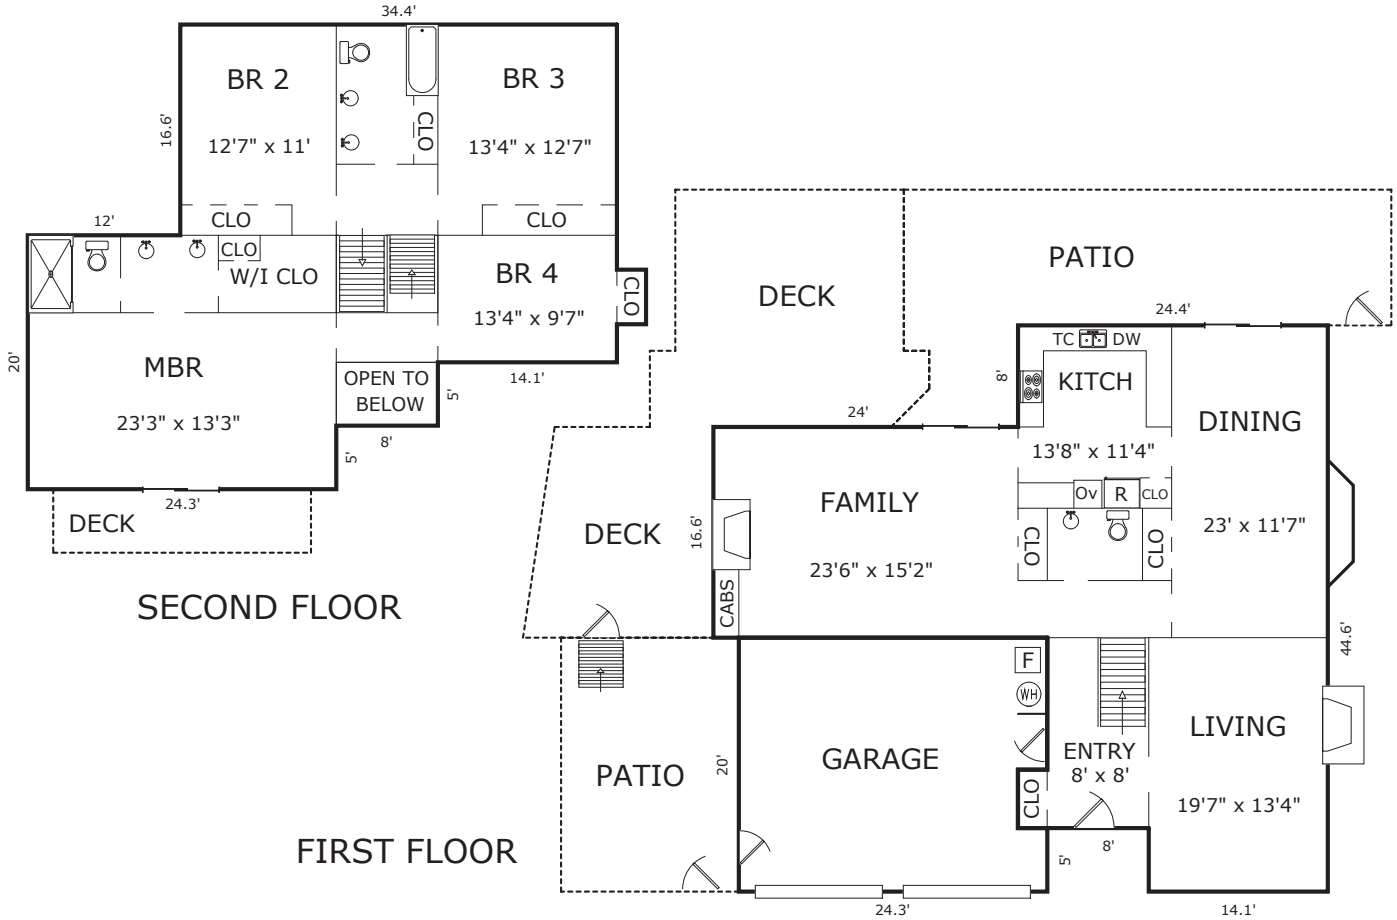 34.4'
BR 2
12'7" x 11'
BR 3
13'4" x 12'7"
16.6'
CLO
CLO
CLO
12'
CLO
W/I CLO
BR 4
13'4" x 9'7"
CLO
20'
MBR
23'3" x 13'3"
OPEN TO
BELOW
5'
14.1'
8'
5'
24.3'
DECK
SECOND FLOOR
PATIO
DECK
24.4'
TC
DW
8'
KITCH
24'
13'8" x 11'4"
DINING
23' x 11'7"
Ov
R
CLO
FAMILY
23'6" x 15'2"
16.6'
DECK
CLO
CLO
CABS
44.6'
F
WH
LIVING
19'7" x 13'4"
ENTRY
8' x 8'
GARAGE
20'
PATIO
CLO
5'
8'
FIRST FLOOR
24.3'
14.1'